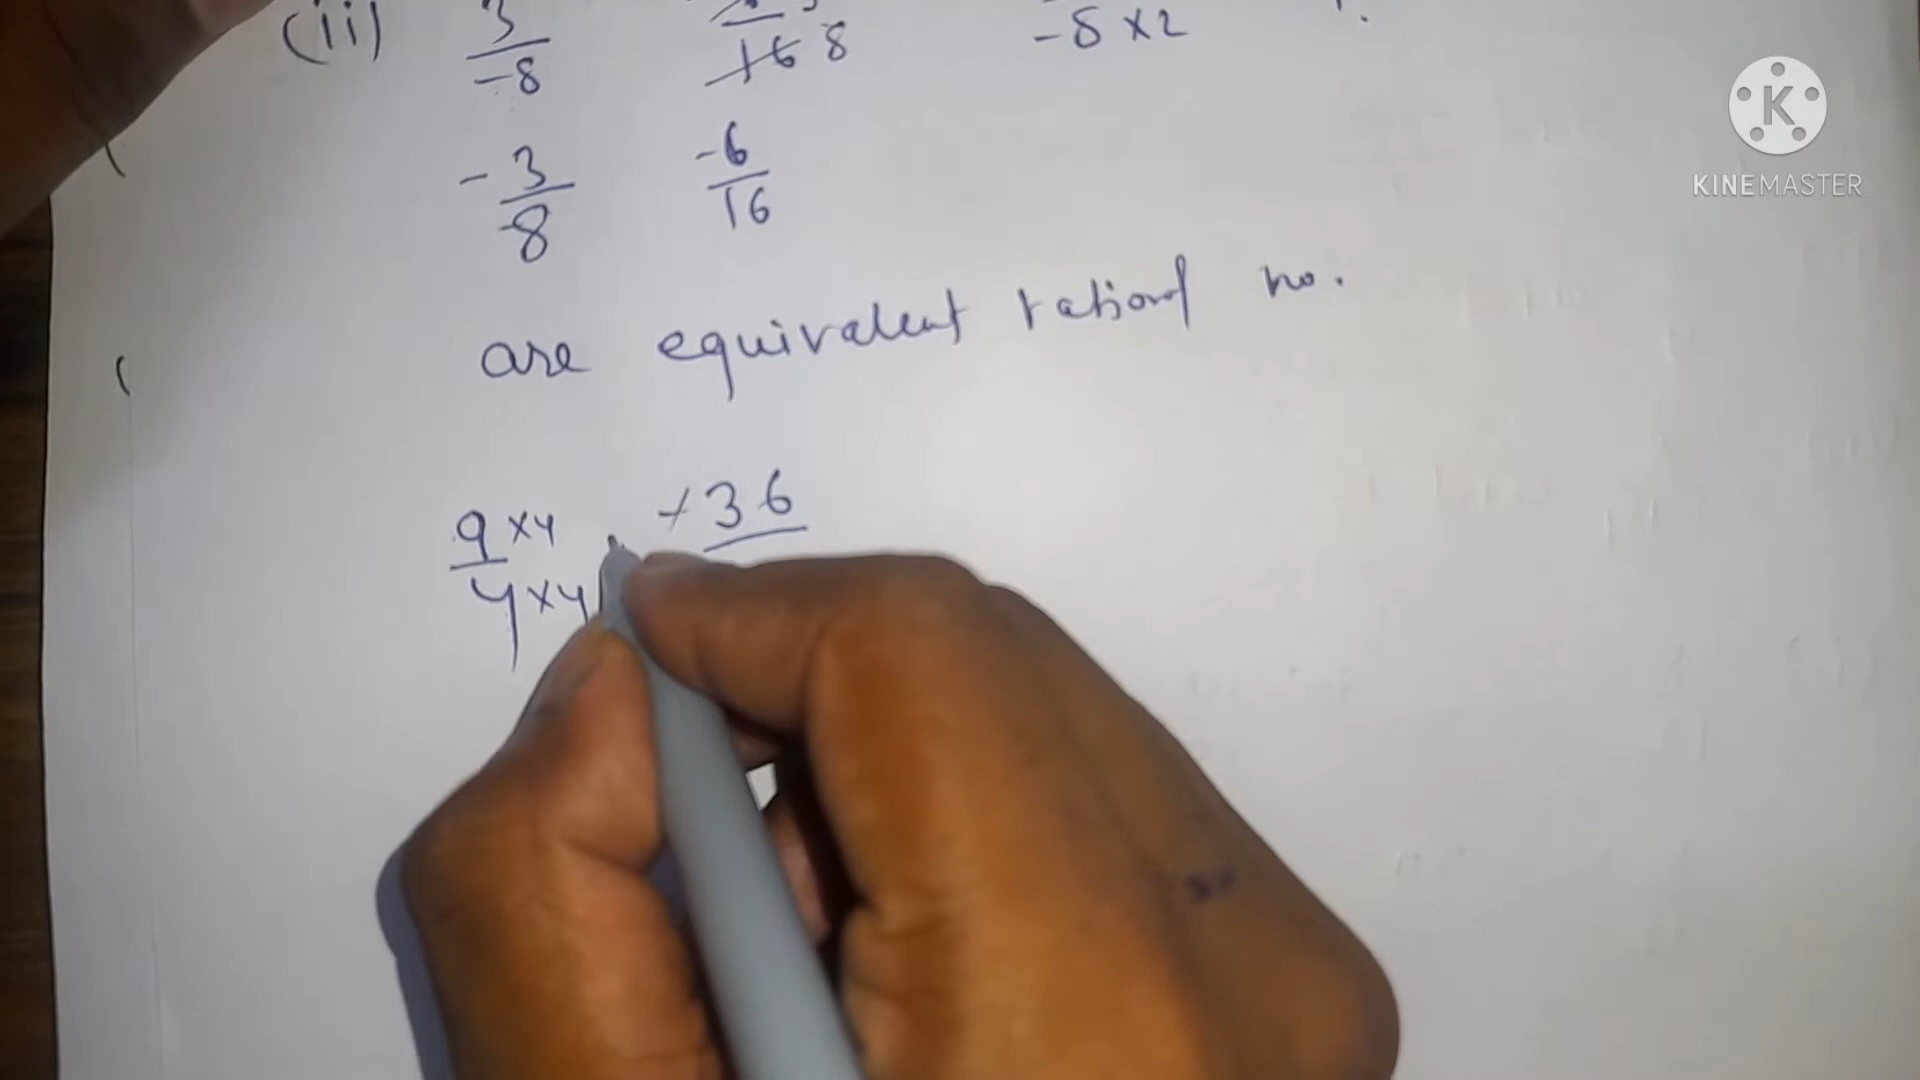 (ii) 3/-8 16 8 -8 ×2
-3/8 -6/16
are equivalent rational no.
9×4/4×4 +36
K
KINEMASTER